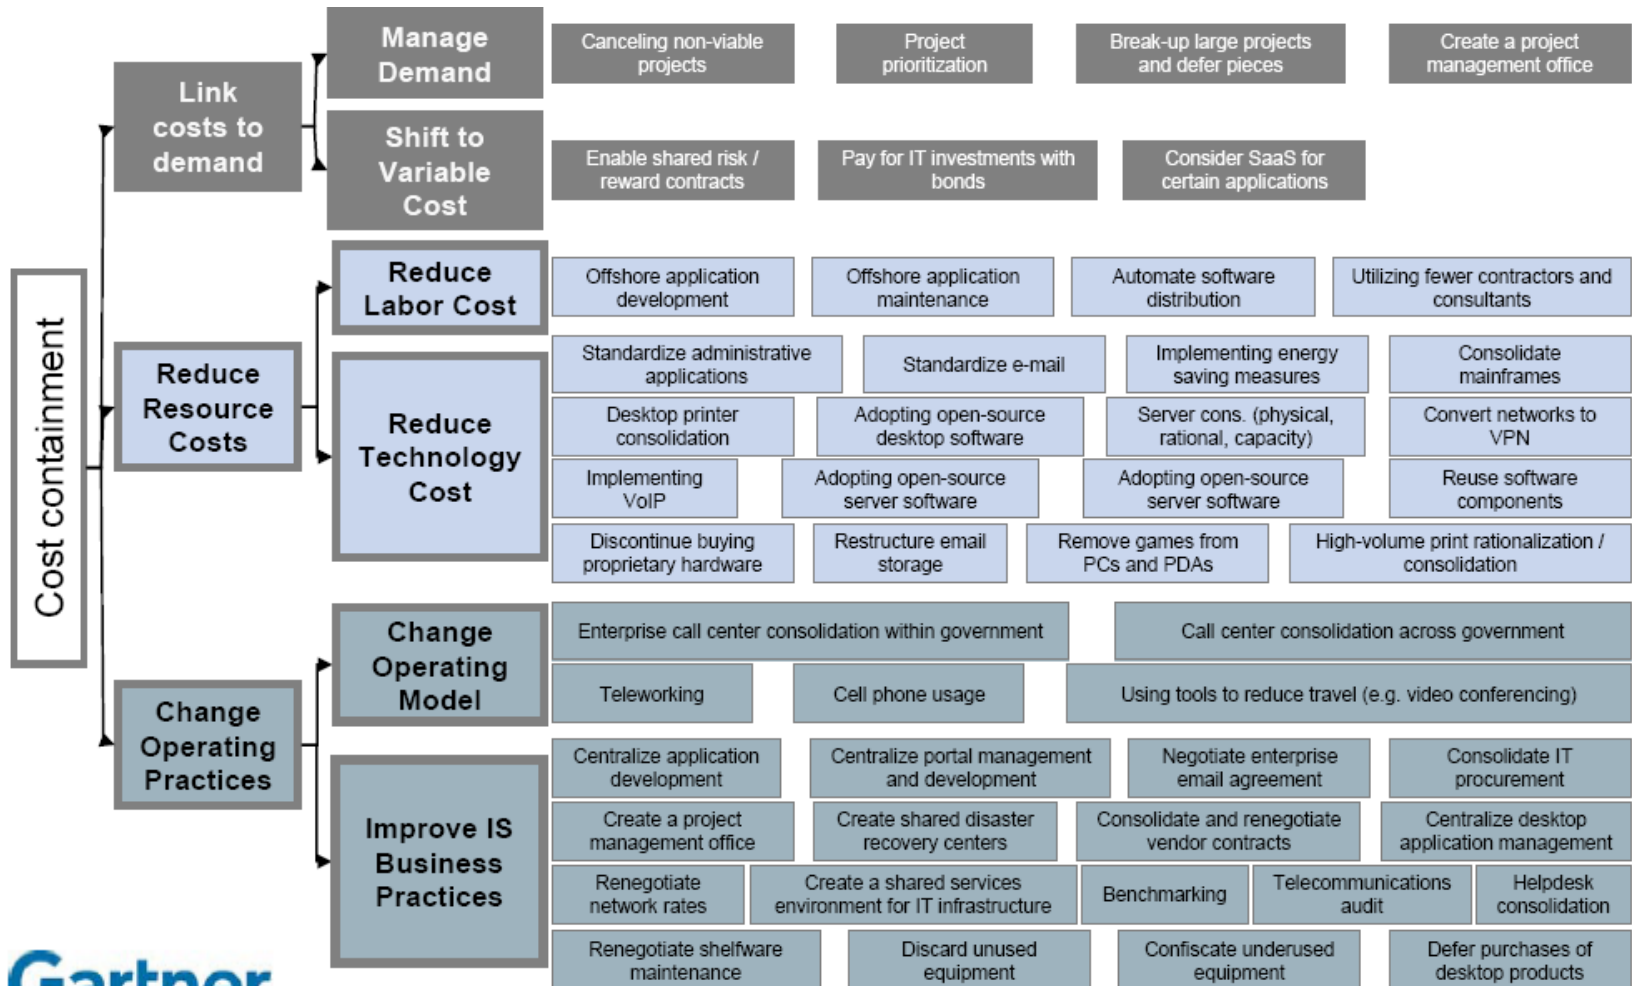 Cost containment
Link
costs to
demand
Manage
Demand
Canceling non-viable
projects
Project
prioritization
Break-up large projects
and defer pieces
Create a project
management office
Shift to
Variable
Cost
Enable shared risk /
reward contracts
Pay for IT investments with
bonds
Consider SaaS for
certain applications
Reduce
Resource
Costs
Reduce
Labor Cost
Offshore application
development
Offshore application
maintenance
Automate software
distribution
Utilizing fewer contractors and
consultants
Reduce
Technology
Cost
Standardize administrative
applications
Standardize e-mail
Implementing energy
saving measures
Consolidate
mainframes
Desktop printer
consolidation
Adopting open-source
desktop software
Server cons. (physical,
rational, capacity)
Convert networks to
VPN
Implementing
VoIP
Adopting open-source
server software
Adopting open-source
server software
Reuse software
components
Discontinue buying
proprietary hardware
Restructure email
storage
Remove games from
PCs and PDAs
High-volume print rationalization /
consolidation
Change
Operating
Practices
Change
Operating
Model
Enterprise call center consolidation within government
Call center consolidation across government
Teleworking
Cell phone usage
Using tools to reduce travel (e.g. video conferencing)
Improve IS
Business
Practices
Centralize application
development
Centralize portal management
and development
Negotiate enterprise
email agreement
Consolidate IT
procurement
Create a project
management office
Create shared disaster
recovery centers
Consolidate and renegotiate
vendor contracts
Centralize desktop
application management
Renegotiate
network rates
Create a shared services
environment for IT infrastructure
Benchmarking
Telecommunications
audit
Helpdesk
consolidation
Renegotiate shelfware
maintenance
Discard unused
equipment
Confiscate underused
equipment
Defer purchases of
desktop products
Gartner